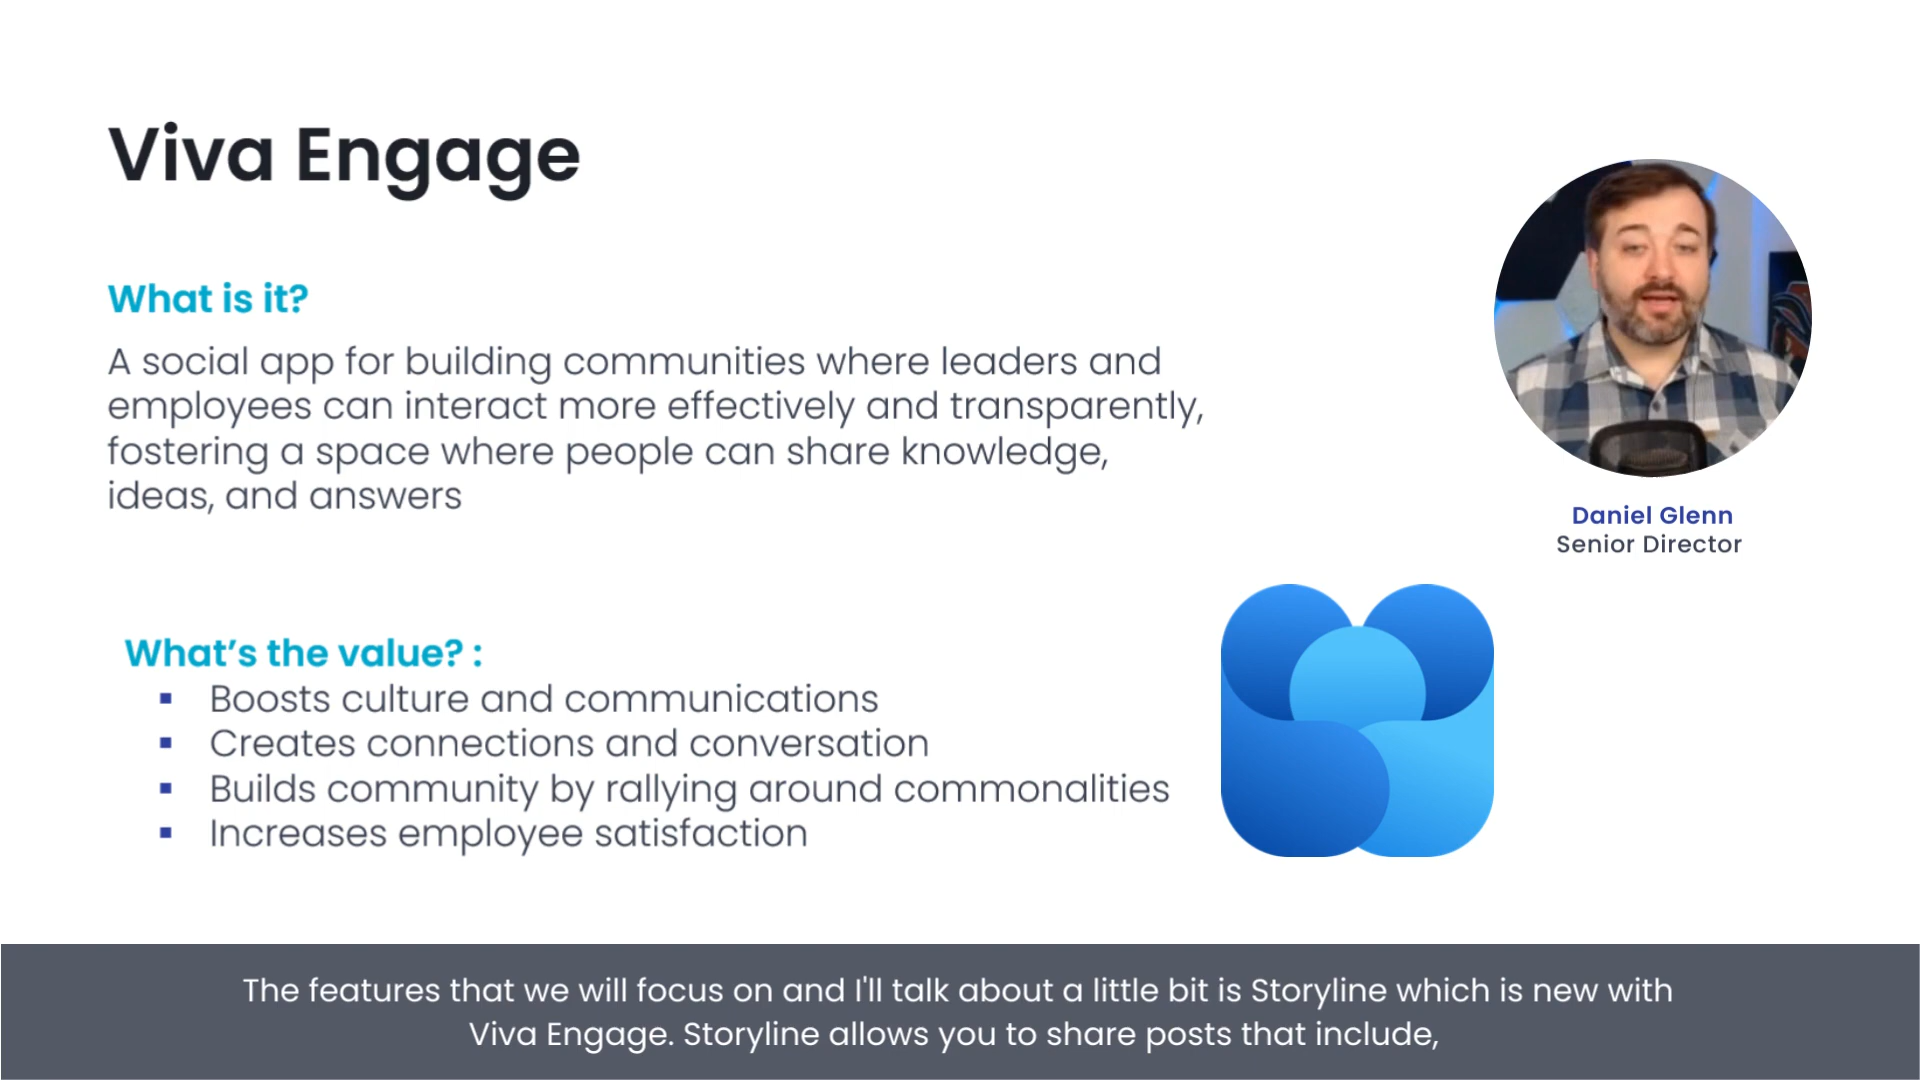 Viva Engage
What is it?
A social app for building communities where leaders and
employees can interact more effectively and transparently,
fostering a space where people can share knowledge,
ideas, and answers
Daniel Glenn
Senior Director
What’s the value? :
▪ Boosts culture and communications
▪ Creates connections and conversation
▪ Builds community by rallying around commonalities
▪ Increases employee satisfaction
The features that we will focus on and I'll talk about a little bit is Storyline which is new with
Viva Engage. Storyline allows you to share posts that include,